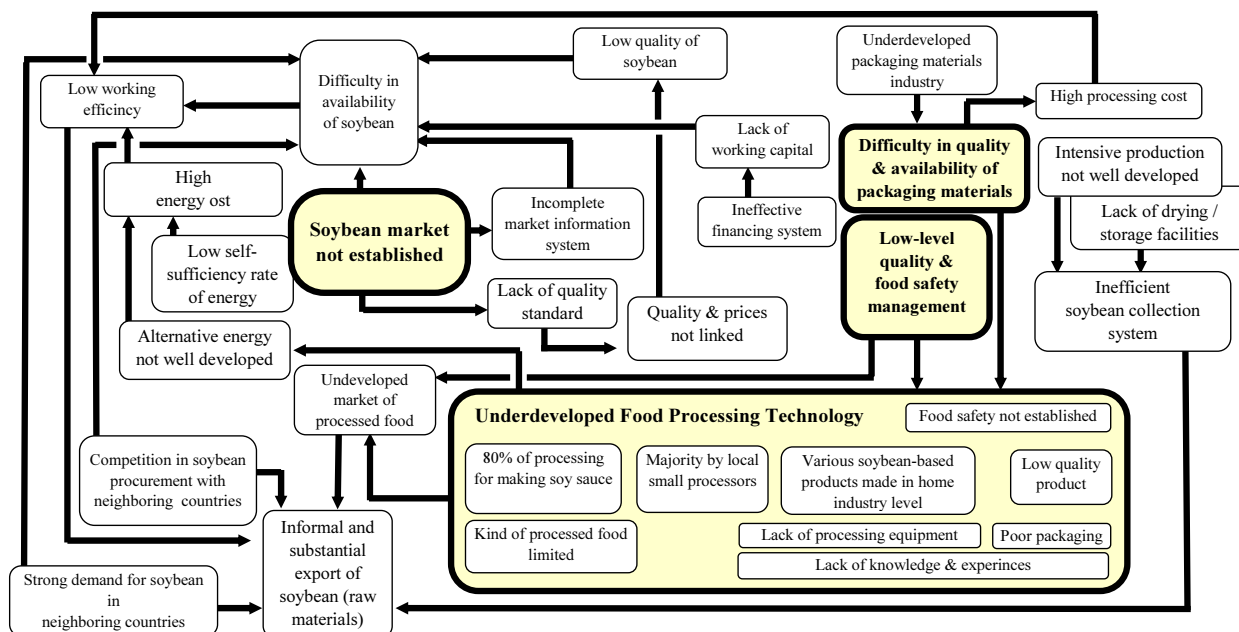 Low working
efficincy
Difficulty in
availability
of soybean
Low quality of
soybean
Underdeveloped
packaging materials
industry
High processing cost
Lack of
working capital
Difficulty in quality
& availability of
packaging materials
Intensive production
not well developed
Lack of drying /
storage facilities
High
energy ost
Soybean market
not established
Incomplete
market information
system
Ineffective
financing system
Low-level
quality &
food safety
management
Low self-
sufficiency rate
of energy
Lack of quality
standard
Quality & prices
not linked
Inefficient
soybean collection
system
Alternative energy
not well developed
Undeveloped
market of
processed food
Underdeveloped Food Processing Technology
Food safety not established
80% of processing
for making soy sauce
Majority by local
small processors
Various soybean-based
products made in home
industry level
Low quality
product
Competition in soybean
procurement with
neighboring countries
Kind of processed food
limited
Lack of processing equipment
Poor packaging
Lack of knowledge & experinces
Informal and
substantial
export of
soybean (raw
materials)
Strong demand for soybean
in
neighboring countries